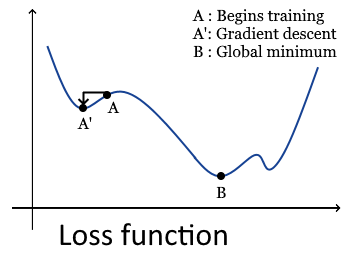 A : Begins training
A': Gradient descent
B : Global minimum
A
A'
B
Loss function